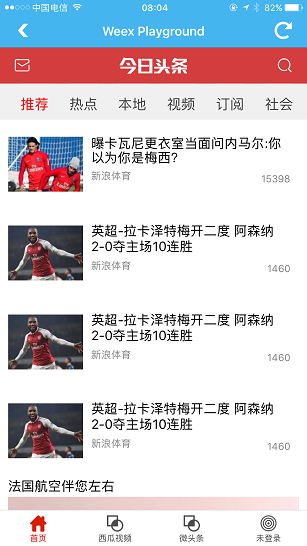 中国电信
08:04
52%
Weex Playground
今日头条
推荐 热点 本地 视频 订阅 社会
曝卡瓦尼更衣室当面问内马尔:你
以为你是梅西?
新浪体育
15398
英超-拉卡泽特梅开二度 阿森纳
2-0夺主场10连胜
新浪体育
1460
英超-拉卡泽特梅开二度 阿森纳
2-0夺主场10连胜
新浪体育
1460
英超-拉卡泽特梅开二度 阿森纳
2-0夺主场10连胜
新浪体育
1460
法国航空伴您左右
首页 西瓜视频 微头条 未登录